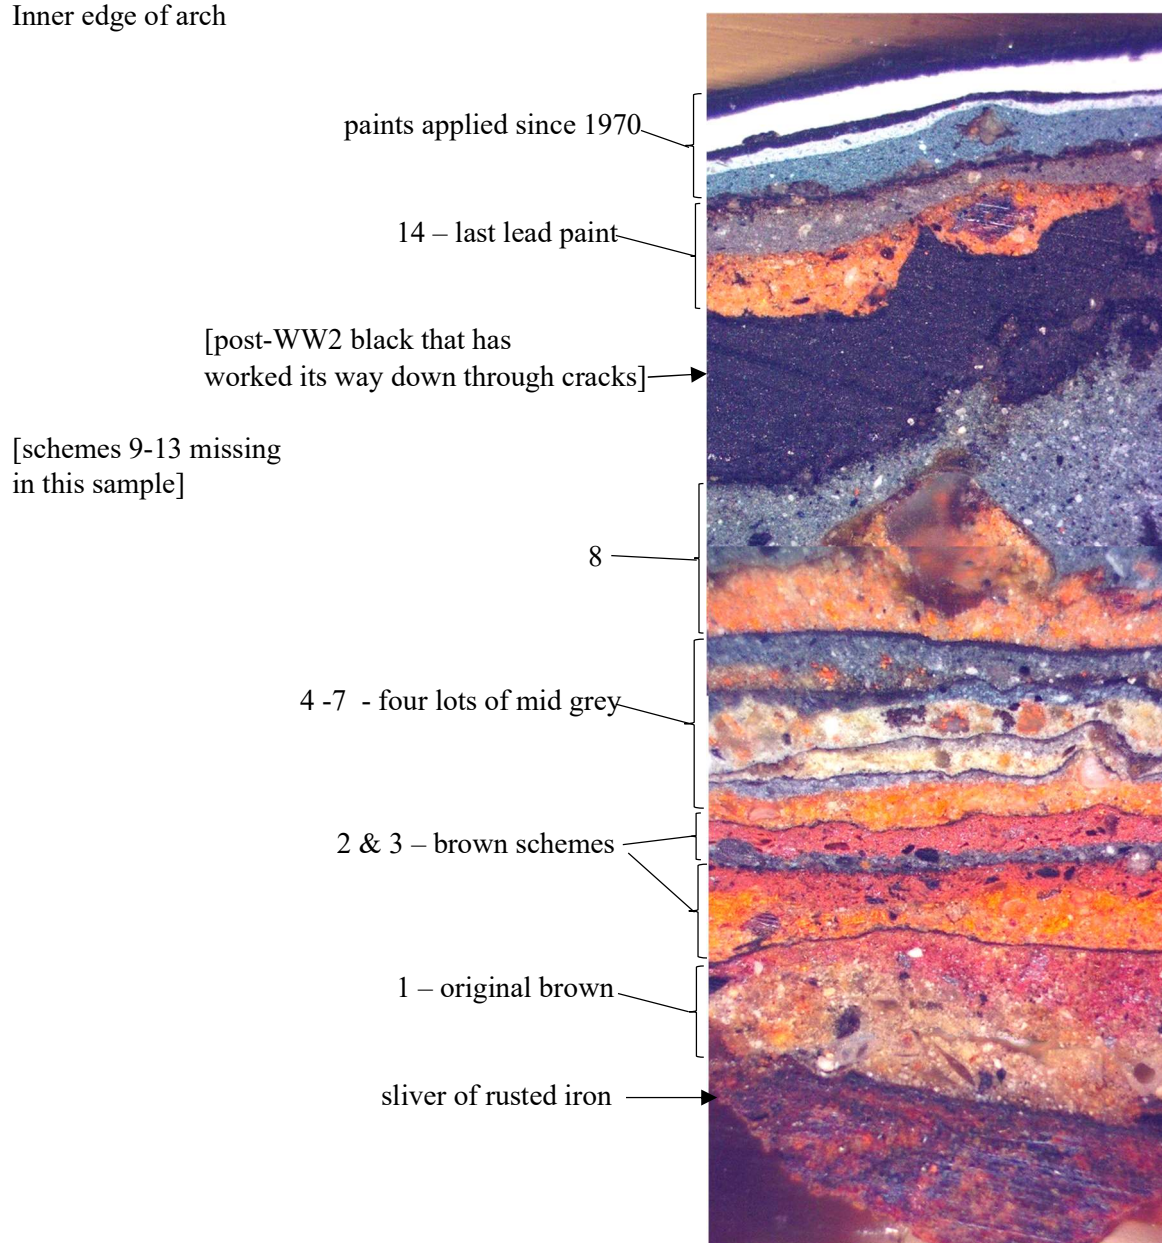 Inner edge of arch
paints applied since 1970
14 – last lead paint
[post-WW2 black that has
worked its way down through cracks]
[schemes 9-13 missing
in this sample]
8
4 -7  - four lots of mid grey
2 & 3 – brown schemes
1 – original brown
sliver of rusted iron